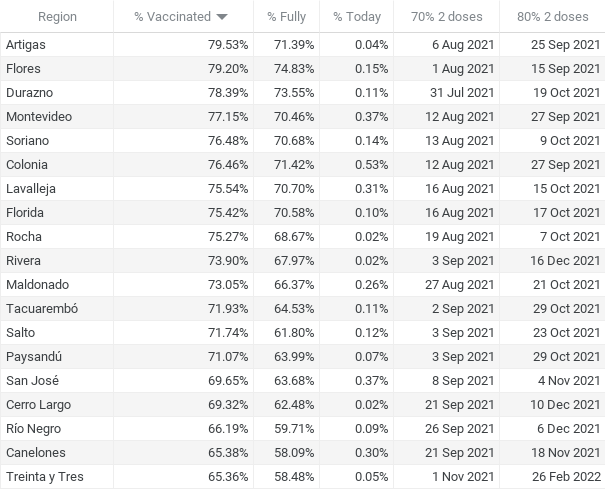 Region % Vaccinated % Fully % Today 70% 2 doses 80% 2 doses
Artigas 79.53% 71.39% 0.04% 6 Aug 2021 25 Sep 2021
Flores 79.20% 74.83% 0.15% 1 Aug 2021 15 Sep 2021
Durazno 78.39% 73.55% 0.11% 31 Jul 2021 19 Oct 2021
Montevideo 77.15% 70.46% 0.37% 12 Aug 2021 27 Sep 2021
Soriano 76.48% 70.68% 0.14% 13 Aug 2021 9 Oct 2021
Colonia 76.46% 71.42% 0.53% 12 Aug 2021 27 Sep 2021
Lavalleja 75.54% 70.70% 0.31% 16 Aug 2021 15 Oct 2021
Florida 75.42% 70.58% 0.10% 16 Aug 2021 17 Oct 2021
Rocha 75.27% 68.67% 0.02% 19 Aug 2021 7 Oct 2021
Rivera 73.90% 67.97% 0.02% 3 Sep 2021 16 Dec 2021
Maldonado 73.05% 66.37% 0.26% 27 Aug 2021 21 Oct 2021
Tacuarembó 71.93% 64.53% 0.11% 2 Sep 2021 29 Oct 2021
Salto 71.74% 61.80% 0.12% 3 Sep 2021 23 Oct 2021
Paysandú 71.07% 63.99% 0.07% 3 Sep 2021 29 Oct 2021
San José 69.65% 63.68% 0.37% 8 Sep 2021 4 Nov 2021
Cerro Largo 69.32% 62.48% 0.02% 21 Sep 2021 10 Dec 2021
Río Negro 66.19% 59.71% 0.09% 26 Sep 2021 6 Dec 2021
Canelones 65.38% 58.09% 0.30% 21 Sep 2021 18 Nov 2021
Treinta y Tres 65.36% 58.48% 0.05% 1 Nov 2021 26 Feb 2022